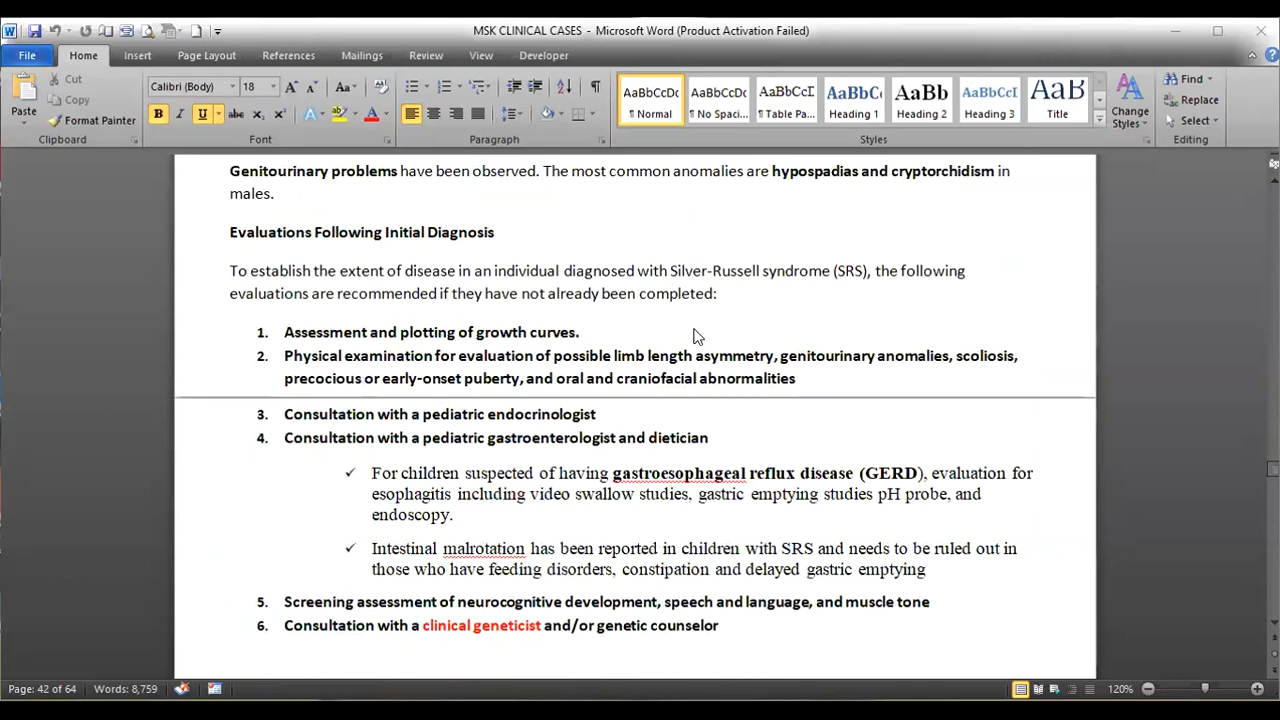 MSK CLINICAL CASES - Microsoft Word (Product Activation Failed)
File Home Insert Page Layout References Mailings Review View Developer
Cut
Copy
Format Painter
Paste
Calibri (Body) 18
AaBbCcDc AaBbCcDc AaBbCcD AaBbC AaBb AaBbCcD AaB
¶ Normal ¶ No Spaci... ¶ Table Pa... Heading 1 Heading 2 Heading 3 Title
Change
Styles
Find
Replace
Select
Clipboard Font Paragraph Styles Editing
Genitourinary problems have been observed. The most common anomalies are hypospadias and cryptorchidism in
males.
Evaluations Following Initial Diagnosis
To establish the extent of disease in an individual diagnosed with Silver-Russell syndrome (SRS), the following
evaluations are recommended if they have not already been completed:
1. Assessment and plotting of growth curves.
2. Physical examination for evaluation of possible limb length asymmetry, genitourinary anomalies, scoliosis,
precocious or early-onset puberty, and oral and craniofacial abnormalities
3. Consultation with a pediatric endocrinologist
4. Consultation with a pediatric gastroenterologist and dietician
✓ For children suspected of having gastroesophageal reflux disease (GERD), evaluation for
esophagitis including video swallow studies, gastric emptying studies pH probe, and
endoscopy.
✓ Intestinal malrotation has been reported in children with SRS and needs to be ruled out in
those who have feeding disorders, constipation and delayed gastric emptying
5. Screening assessment of neurocognitive development, speech and language, and muscle tone
6. Consultation with a clinical geneticist and/or genetic counselor
Page: 42 of 64 Words: 8,759 120%